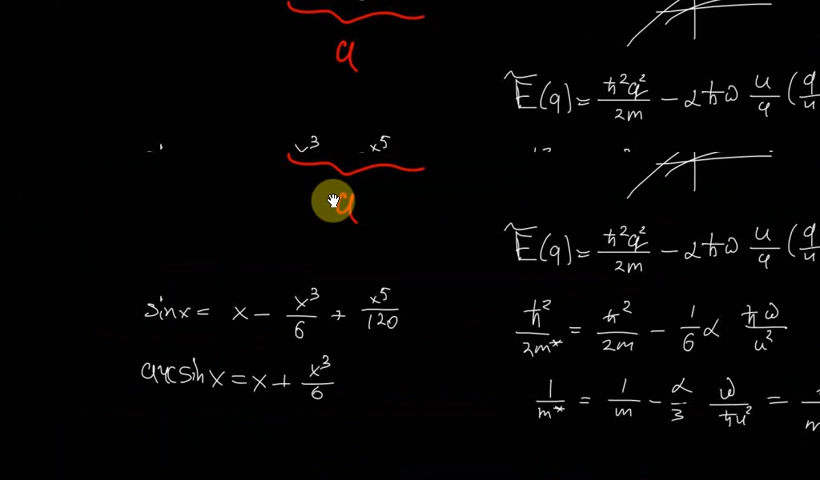 q
Ẽ(q) = ħ²q²/2m − αħω u/q (q/u
x³ x⁵
q
Ẽ(q) = ħ²q²/2m − αħω u/q (q/u
sinx = x − x³/6 + x⁵/120
ħ²/2m* = ħ²/2m − 1/6 α ħω/u²
arcsinx = x + x³/6
1/m* = 1/m − α/3 ω/ħu² =